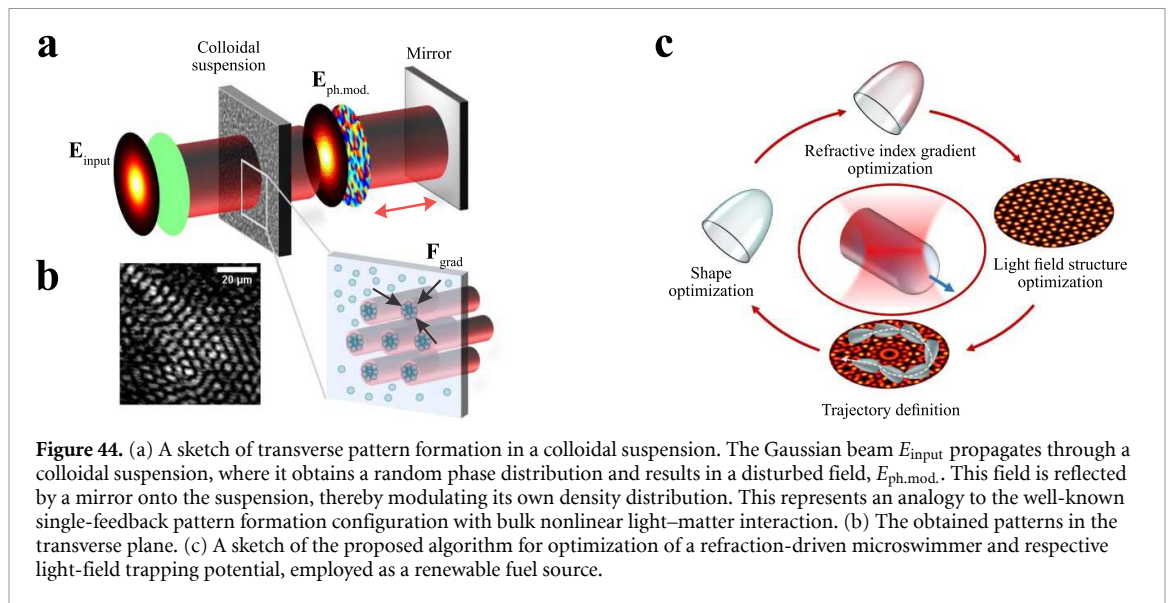 a
Colloidal
suspension
Mirror
E ph.mod.
E input
b
20 µm
F grad
c
Refractive index gradient
optimization
Shape
optimization
Light field structure
optimization
Trajectory definition
Figure 44. (a) A sketch of transverse pattern formation in a colloidal suspension. The Gaussian beam E input propagates through a
colloidal suspension, where it obtains a random phase distribution and results in a disturbed field, E ph.mod.. This field is reflected
by a mirror onto the suspension, thereby modulating its own density distribution. This represents an analogy to the well-known
single-feedback pattern formation configuration with bulk nonlinear light–matter interaction. (b) The obtained patterns in the
transverse plane. (c) A sketch of the proposed algorithm for optimization of a refraction-driven microswimmer and respective
light-field trapping potential, employed as a renewable fuel source.